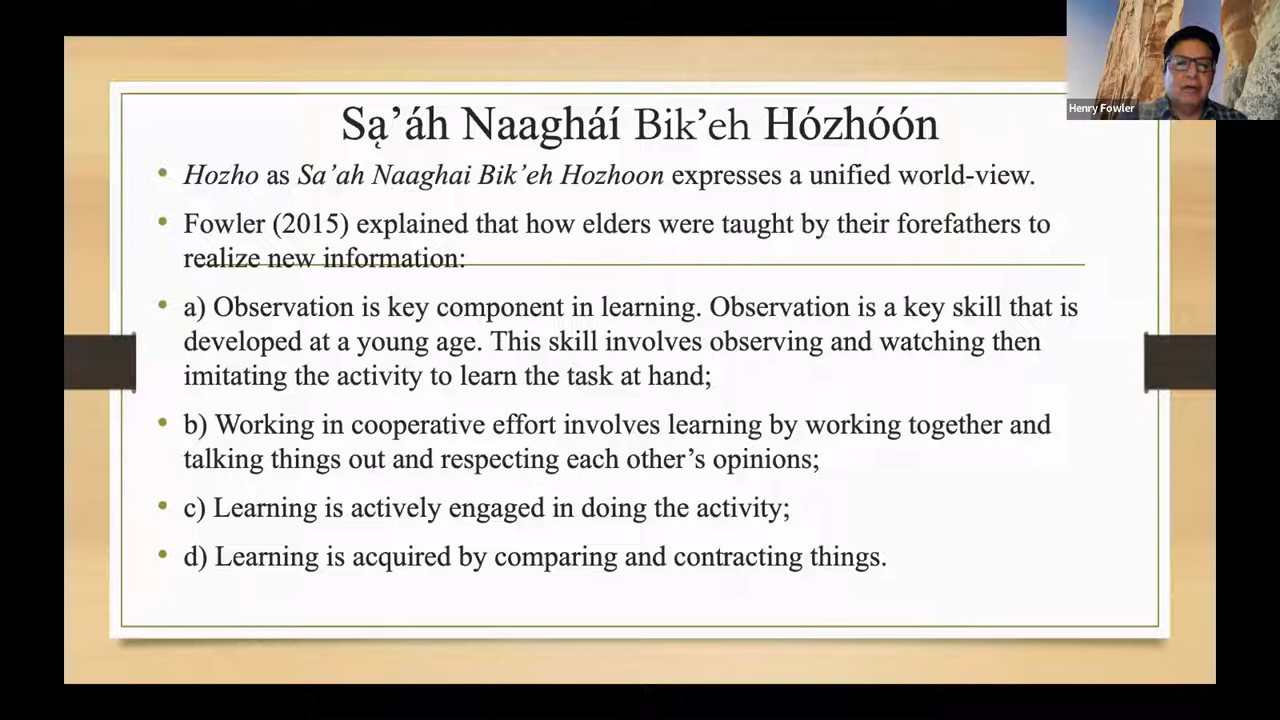 Są’áh Naagháí Bik’eh Hózhóón
Henry Fowler
• Hozho as Sa’ah Naaghai Bik’eh Hozhoon expresses a unified world-view.
• Fowler (2015) explained that how elders were taught by their forefathers to
realize new information:
• a) Observation is key component in learning. Observation is a key skill that is
developed at a young age. This skill involves observing and watching then
imitating the activity to learn the task at hand;
• b) Working in cooperative effort involves learning by working together and
talking things out and respecting each other’s opinions;
• c) Learning is actively engaged in doing the activity;
• d) Learning is acquired by comparing and contracting things.